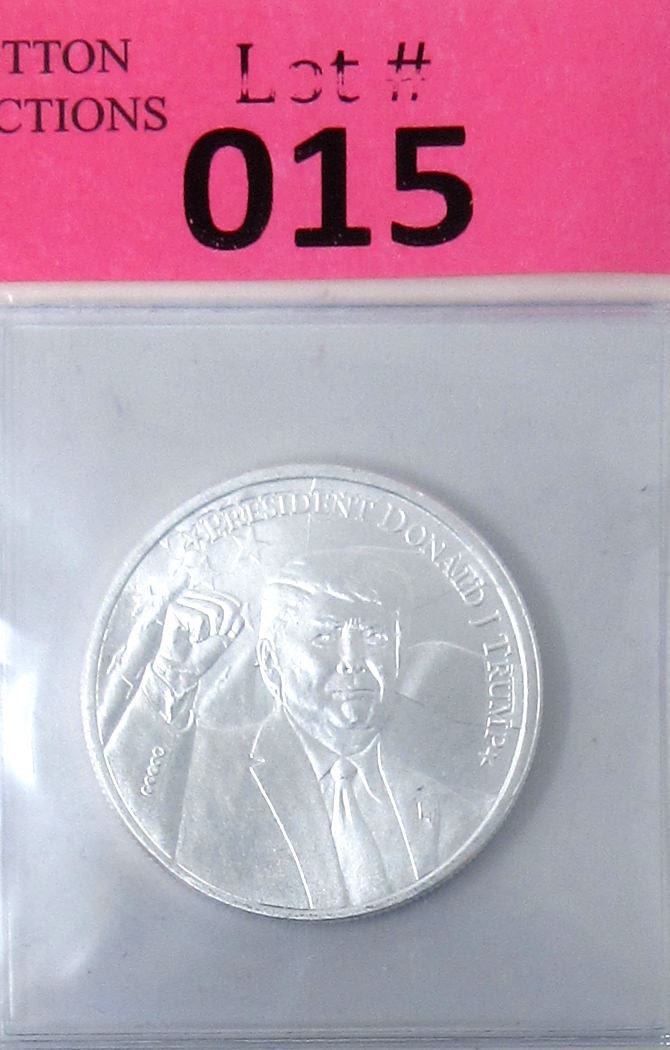 TTON
CTIONS
Lot #
015
PRESIDENT DONALD J TRUMP